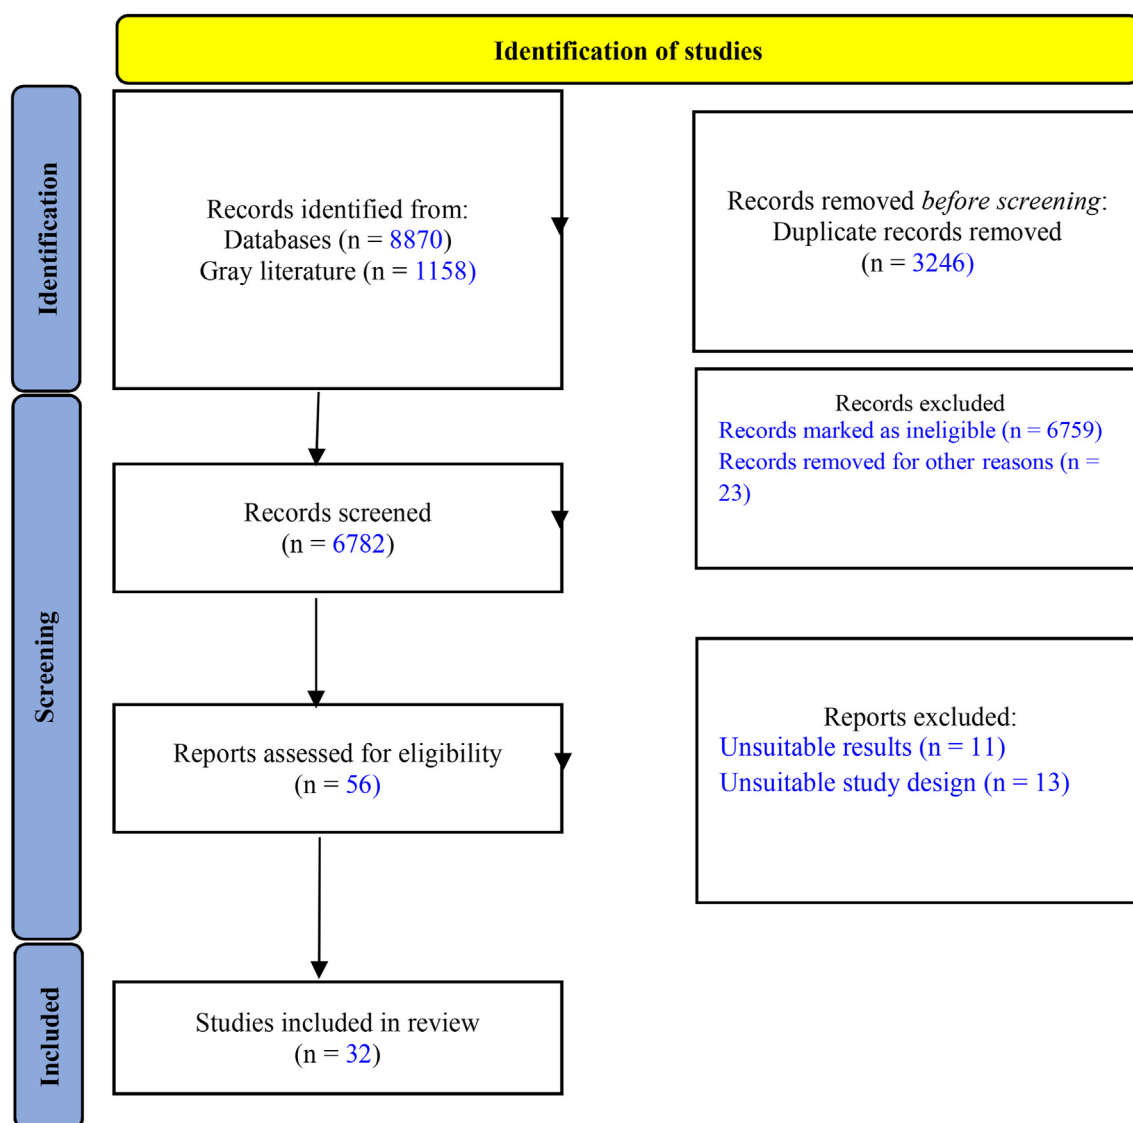 Identification of studies
Identification
Records identified from:
Databases (n = 8870)
Gray literature (n = 1158)
Records removed before screening:
Duplicate records removed
(n = 3246)
Screening
Records screened
(n = 6782)
Records excluded
Records marked as ineligible (n = 6759)
Records removed for other reasons (n =
23)
Reports assessed for eligibility
(n = 56)
Reports excluded:
Unsuitable results (n = 11)
Unsuitable study design (n = 13)
Included
Studies included in review
(n = 32)